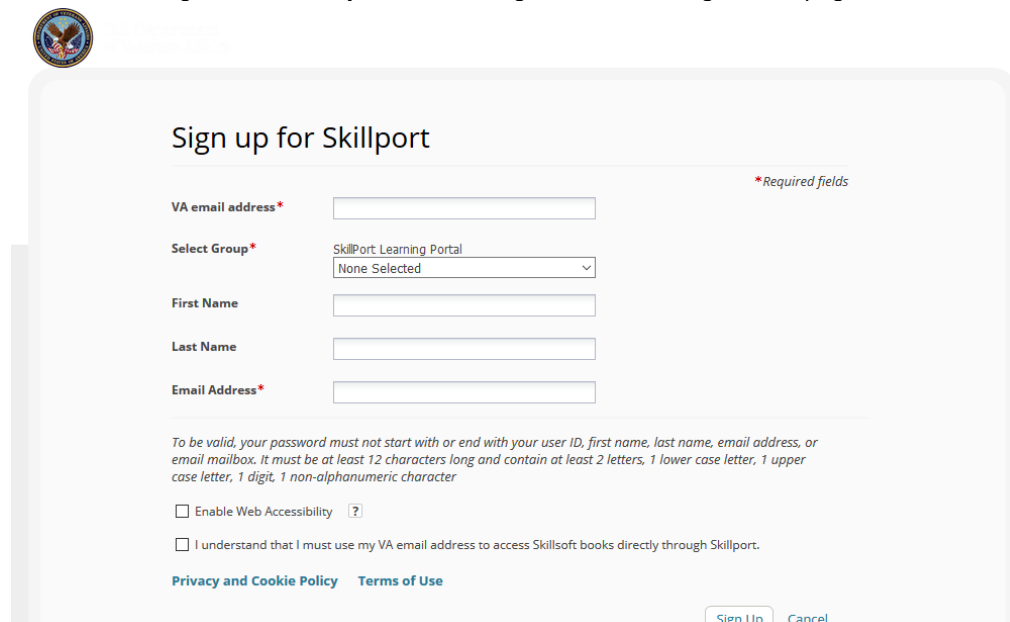 Sign up for Skillport
*Required fields
VA email address*
Select Group* SkillPort Learning Portal
None Selected
First Name
Last Name
Email Address*
To be valid, your password must not start with or end with your user ID, first name, last name, email address, or
email mailbox. It must be at least 12 characters long and contain at least 2 letters, 1 lower case letter, 1 upper
case letter, 1 digit, 1 non-alphanumeric character
Enable Web Accessibility ?
I understand that I must use my VA email address to access Skillsoft books directly through Skillport.
Privacy and Cookie Policy Terms of Use
Sign Up Cancel